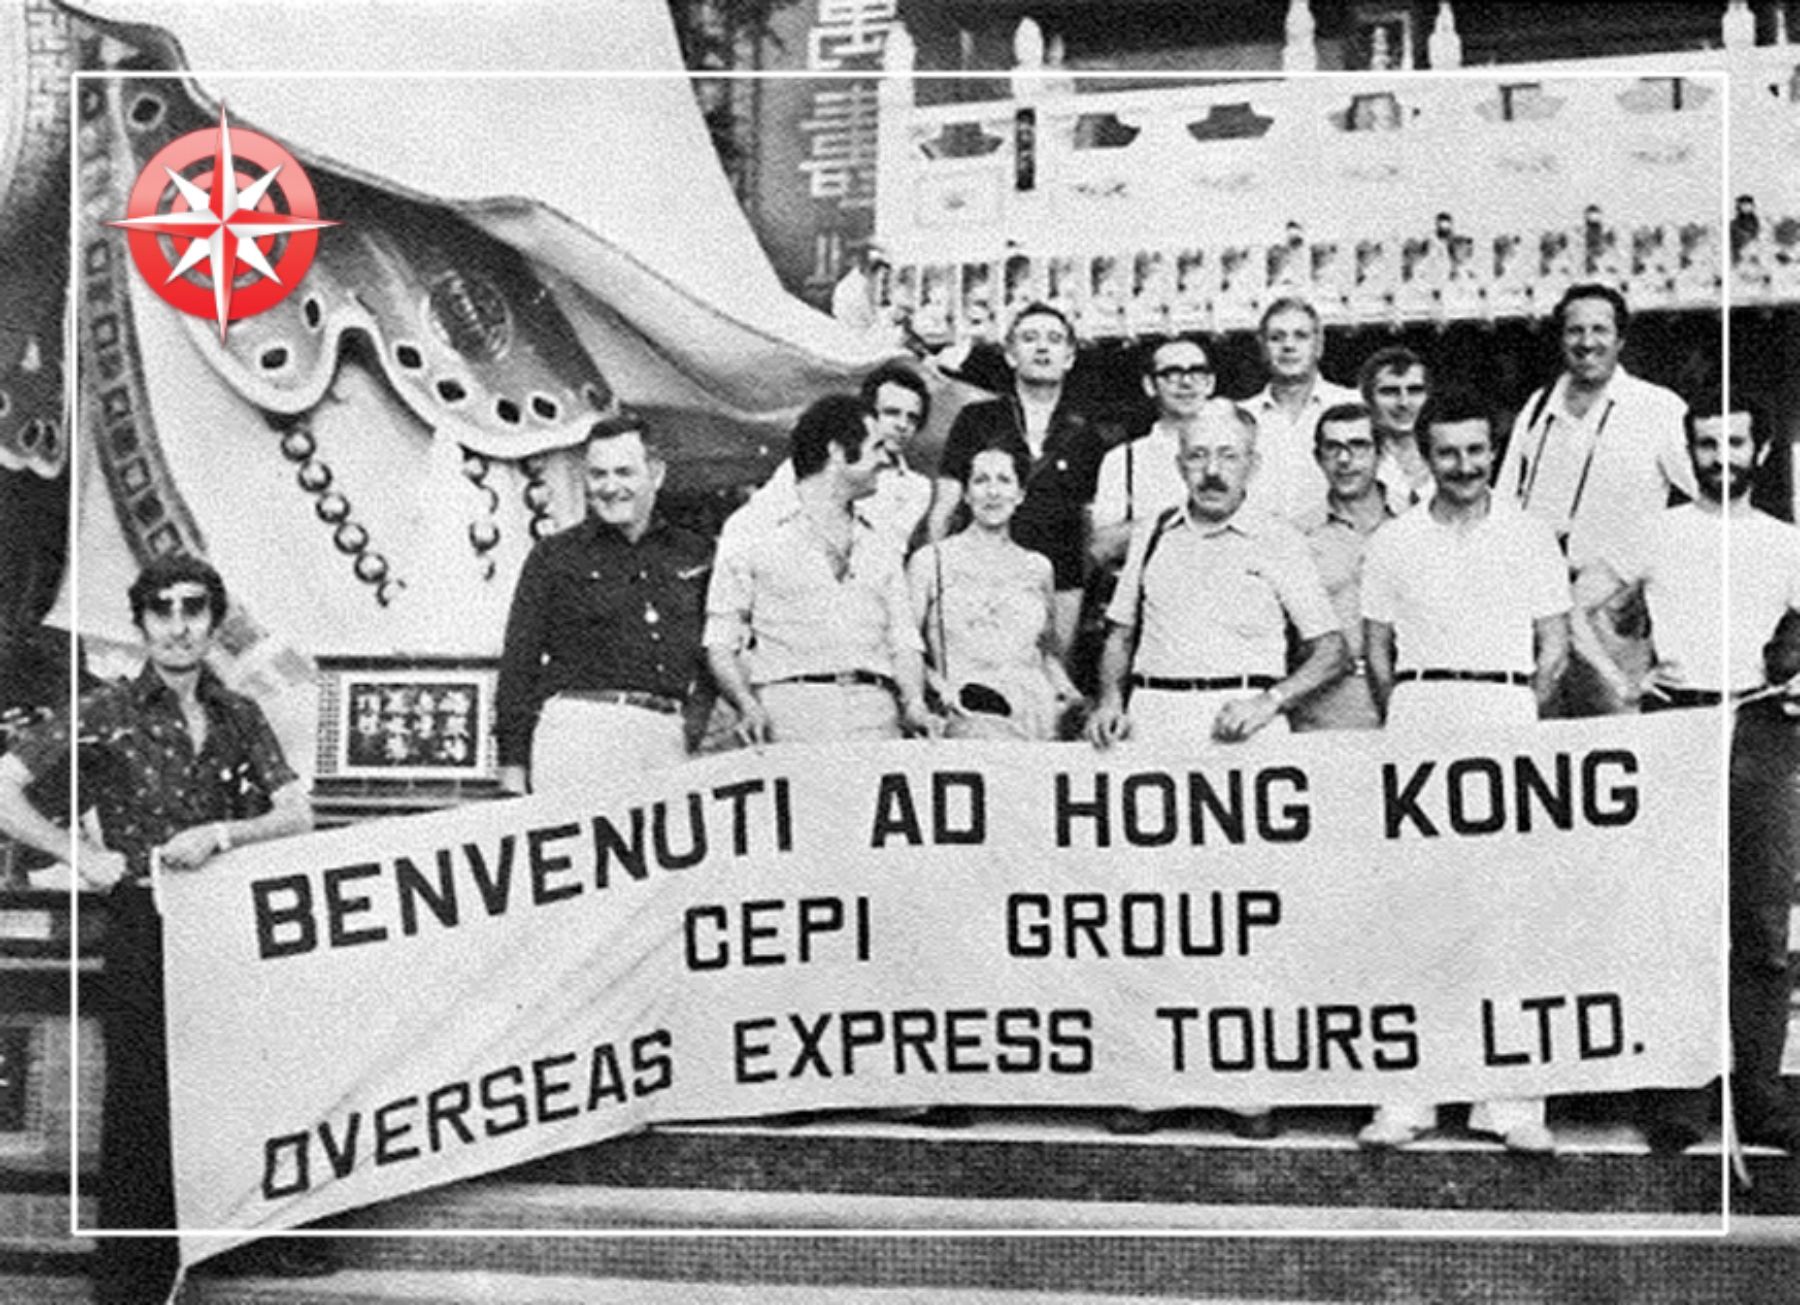 BENVENUTI AD HONG KONG
CEPI GROUP
OVERSEAS EXPRESS TOURS LTD.